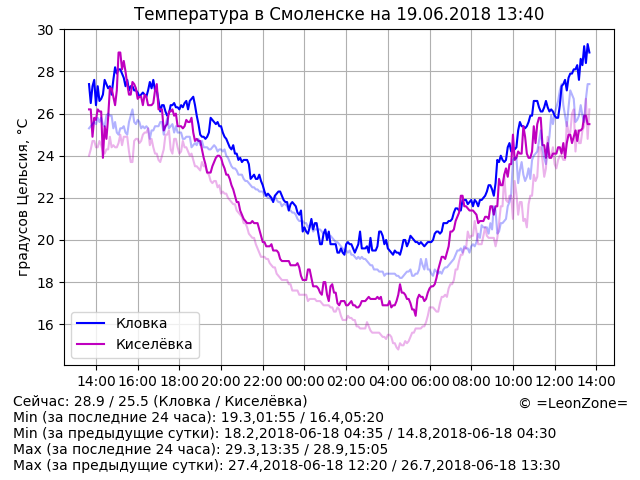 Температура в Смоленске на 19.06.2018 13:40
градусов Цельсия, °C
30
28
26
24
22
20
18
16
Кловка
Киселёвка
14:00 16:00 18:00 20:00 22:00 00:00 02:00 04:00 06:00 08:00 10:00 12:00 14:00
Сейчас: 28.9 / 25.5 (Кловка / Киселёвка)
© =LeonZone=
Min (за последние 24 часа): 19.3,01:55 / 16.4,05:20
Min (за предыдущие сутки): 18.2,2018-06-18 04:35 / 14.8,2018-06-18 04:30
Max (за последние 24 часа): 29.3,13:35 / 28.9,15:05
Max (за предыдущие сутки): 27.4,2018-06-18 12:20 / 26.7,2018-06-18 13:30